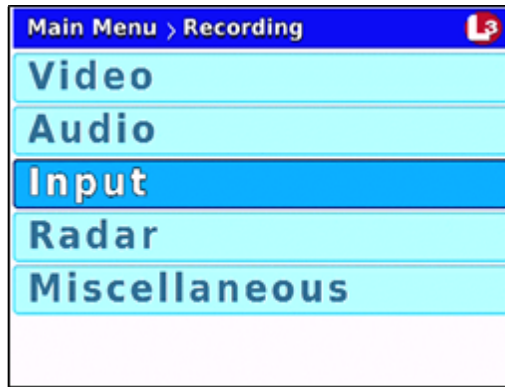 Main Menu > Recording L3
Video
Audio
Input
Radar
Miscellaneous